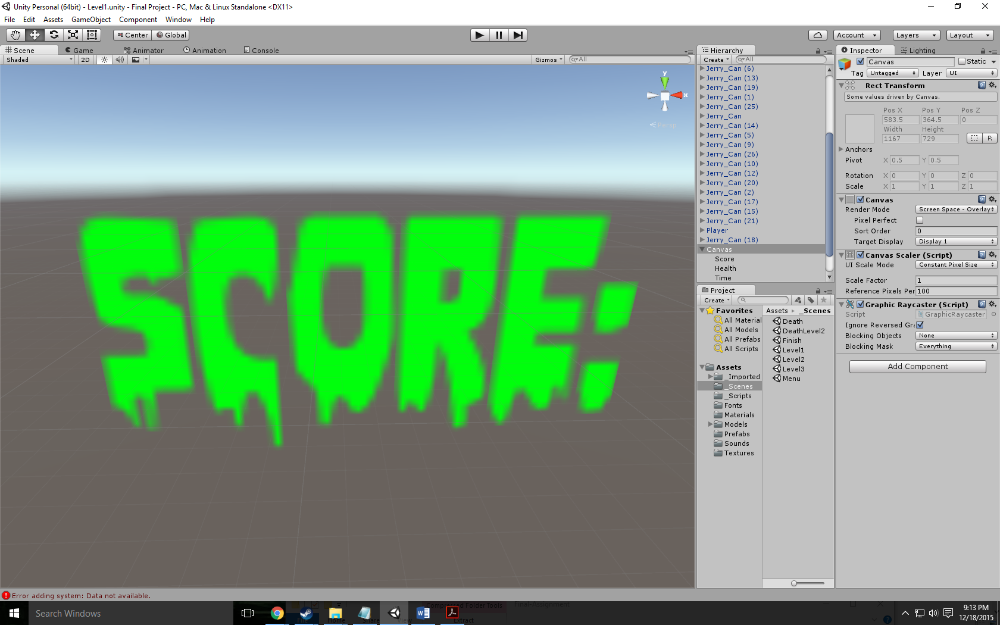 Unity Personal (64bit) - Level1.unity - Final Project - PC, Mac & Linux Standalone <DX11>
File Edit Assets GameObject Component Window Help
Center Global Account Layers Layout
Scene Game Animator Animation Console
Shaded 2D Gizmos All
y
x
Persp
SCORE:
Hierarchy
Create All
Jerry_Can (6)
Jerry_Can (13)
Jerry_Can (19)
Jerry_Can (1)
Jerry_Can (25)
Jerry_Can
Jerry_Can (14)
Jerry_Can (5)
Jerry_Can (9)
Jerry_Can (26)
Jerry_Can (10)
Jerry_Can (12)
Jerry_Can (20)
Jerry_Can (2)
Jerry_Can (17)
Jerry_Can (15)
Jerry_Can (21)
Player
Jerry_Can (18)
Canvas
Score
Health
Time
Project
Create
Favorites
All Material
All Models
All Prefabs
All Scripts
Assets
_Imported
_Scenes
_Scripts
Fonts
Materials
Models
Prefabs
Sounds
Textures
Assets _Scenes
Death
DeathLevel2
Finish
Level1
Level2
Level3
Menu
Inspector Lighting
Canvas Static
Tag Untagged Layer UI
Rect Transform
Some values driven by Canvas.
Pos X Pos Y Pos Z
583.5 364.5 0
Width Height
1167 729 R
Anchors
Pivot X 0.5 Y 0.5
Rotation X 0 Y 0 Z 0
Scale X 1 Y 1 Z 1
Canvas
Render Mode Screen Space - Overlay
Pixel Perfect
Sort Order 0
Target Display Display 1
Canvas Scaler (Script)
UI Scale Mode Constant Pixel Size
Scale Factor 1
Reference Pixels Per 100
Graphic Raycaster (Script)
Script GraphicRaycaster
Ignore Reversed Gra
Blocking Objects None
Blocking Mask Everything
Add Component
Error adding system: Data not available.
Search Windows
Compressed Folder Tools Final-Assignment
File Home Share View Extract
9:13 PM
12/18/2015